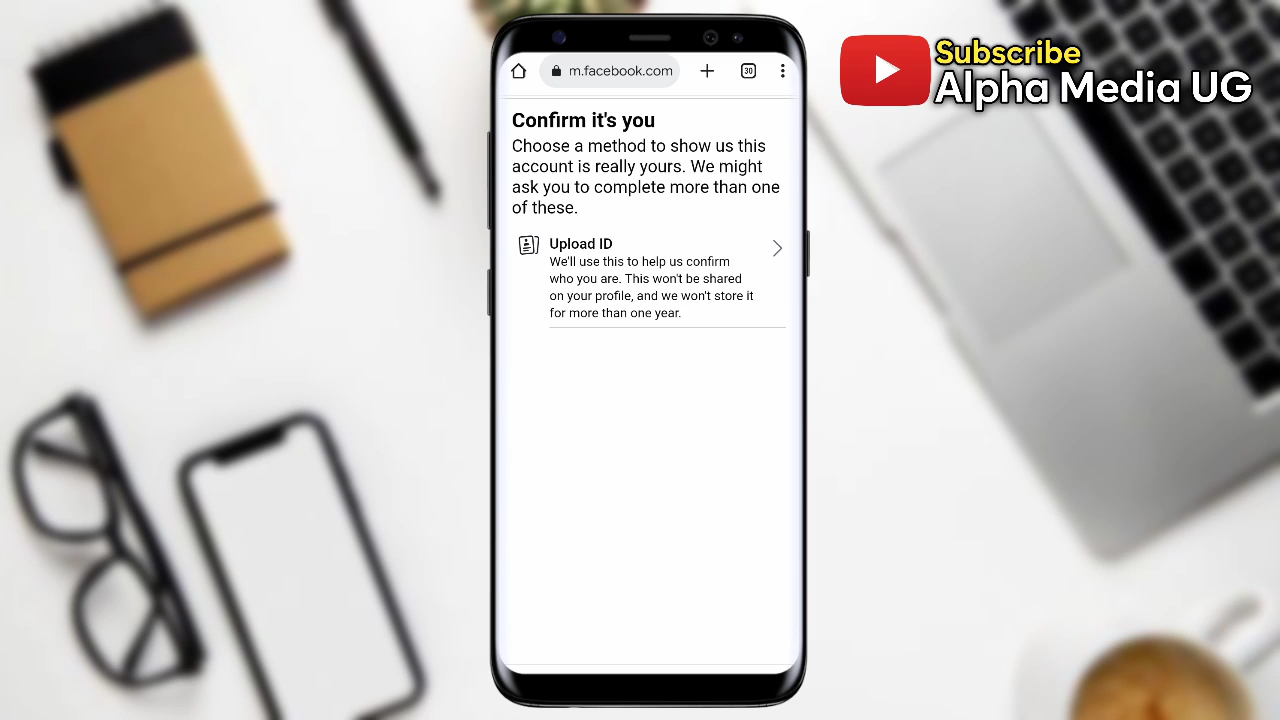 Subscribe
Alpha Media UG
m.facebook.com
30
Confirm it's you
Choose a method to show us this
account is really yours. We might
ask you to complete more than one
of these.
Upload ID
We'll use this to help us confirm
who you are. This won't be shared
on your profile, and we won't store it
for more than one year.